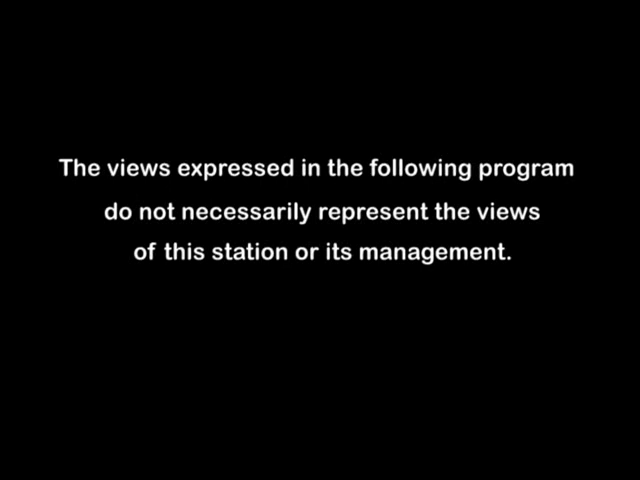 The views expressed in the following program
do not necessarily represent the views
of this station or its management.